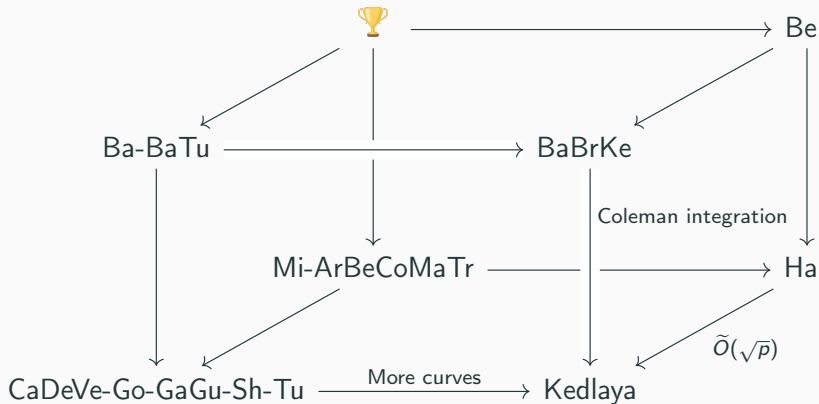 🏆 Be
Ba-BaTu BaBrKe
Coleman integration
Mi-ArBeCoMaTr Ha
Õ(√p)
More curves
CaDeVe-Go-GaGu-Sh-Tu Kedlaya